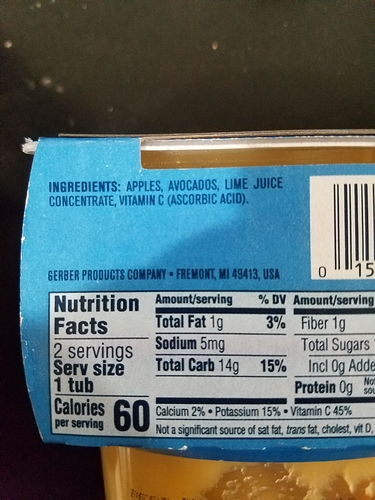 INGREDIENTS: APPLES, AVOCADOS, LIME JUICE
CONCENTRATE, VITAMIN C (ASCORBIC ACID).
GERBER PRODUCTS COMPANY • FREMONT, MI 49413, USA
0 15
Nutrition
Facts
2 servings
Serv size
1 tub
Calories
per serving
60
Amount/serving % DV
Total Fat 1g 3%
Sodium 5mg
Total Carb 14g 15%
Amount/serving
Fiber 1g
Total Sugars
Incl 0g
Protein 0g
Calcium 2% • Potassium 15% • Vitamin C 45%
Not a significant source of sat fat, trans fat, cholest, vit D,